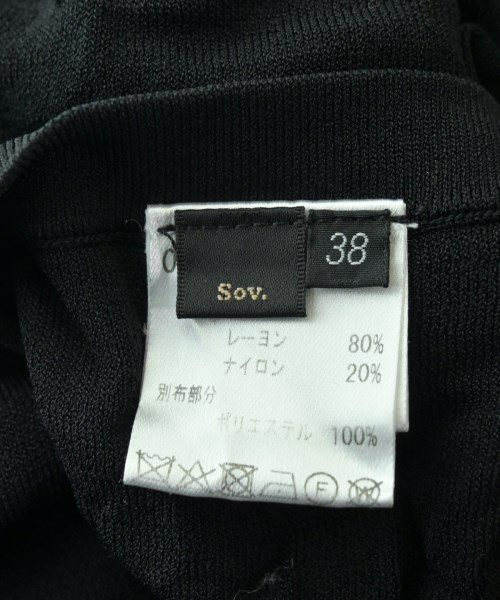 38
Sov.
レーヨン 80%
ナイロン 20%
別布部分
ポリエステル 100%
F W